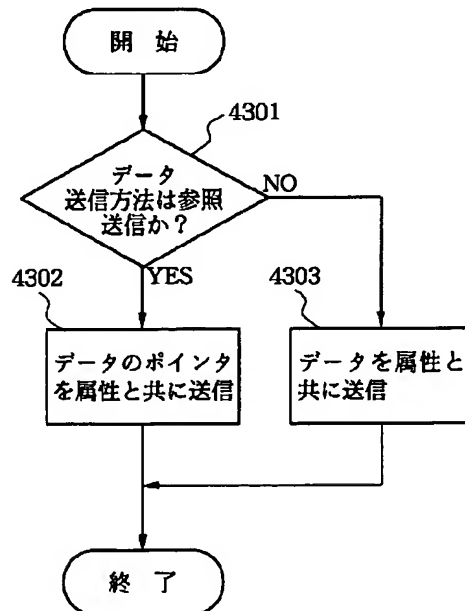 開 始
4301
データ
送信方法は参照
送信か？
NO
YES
4302
データのポインタ
を属性と共に送信
4303
データを属性と
共に送信
終 了